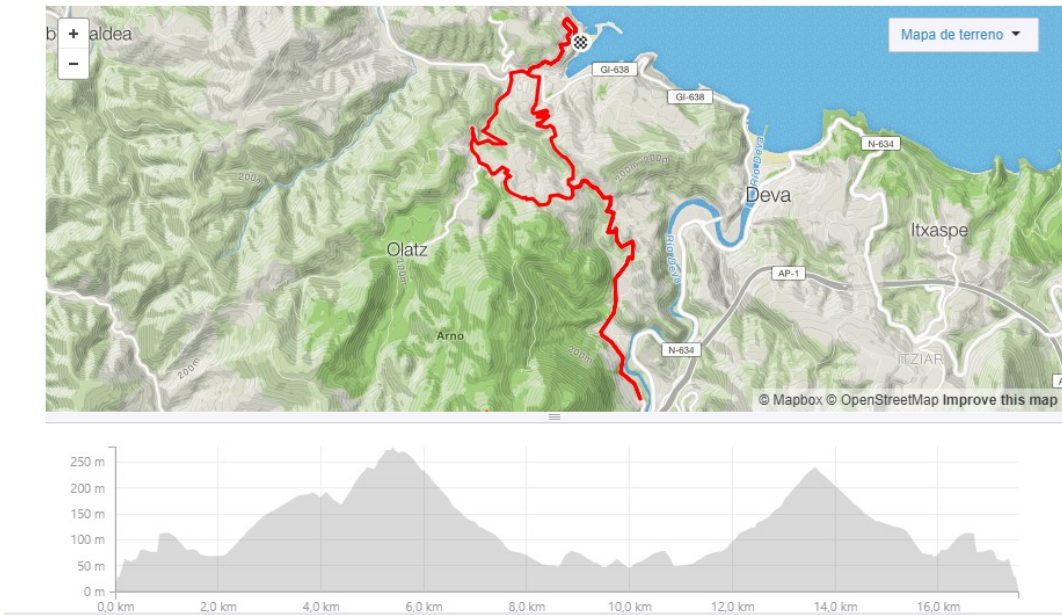 +
−
b
aldea
Mapa de terreno
GI-638
GI-638
N-634
200m
200m 200m
Río Deva
Deva
Itxaspe
Olatz
200m
Río Deva
AP-1
Arno
200m
200m
N-634
ITZIAR
A
© Mapbox © OpenStreetMap Improve this map
250 m
200 m
150 m
100 m
50 m
0 m
0,0 km 2,0 km 4,0 km 6,0 km 8,0 km 10,0 km 12,0 km 14,0 km 16,0 km